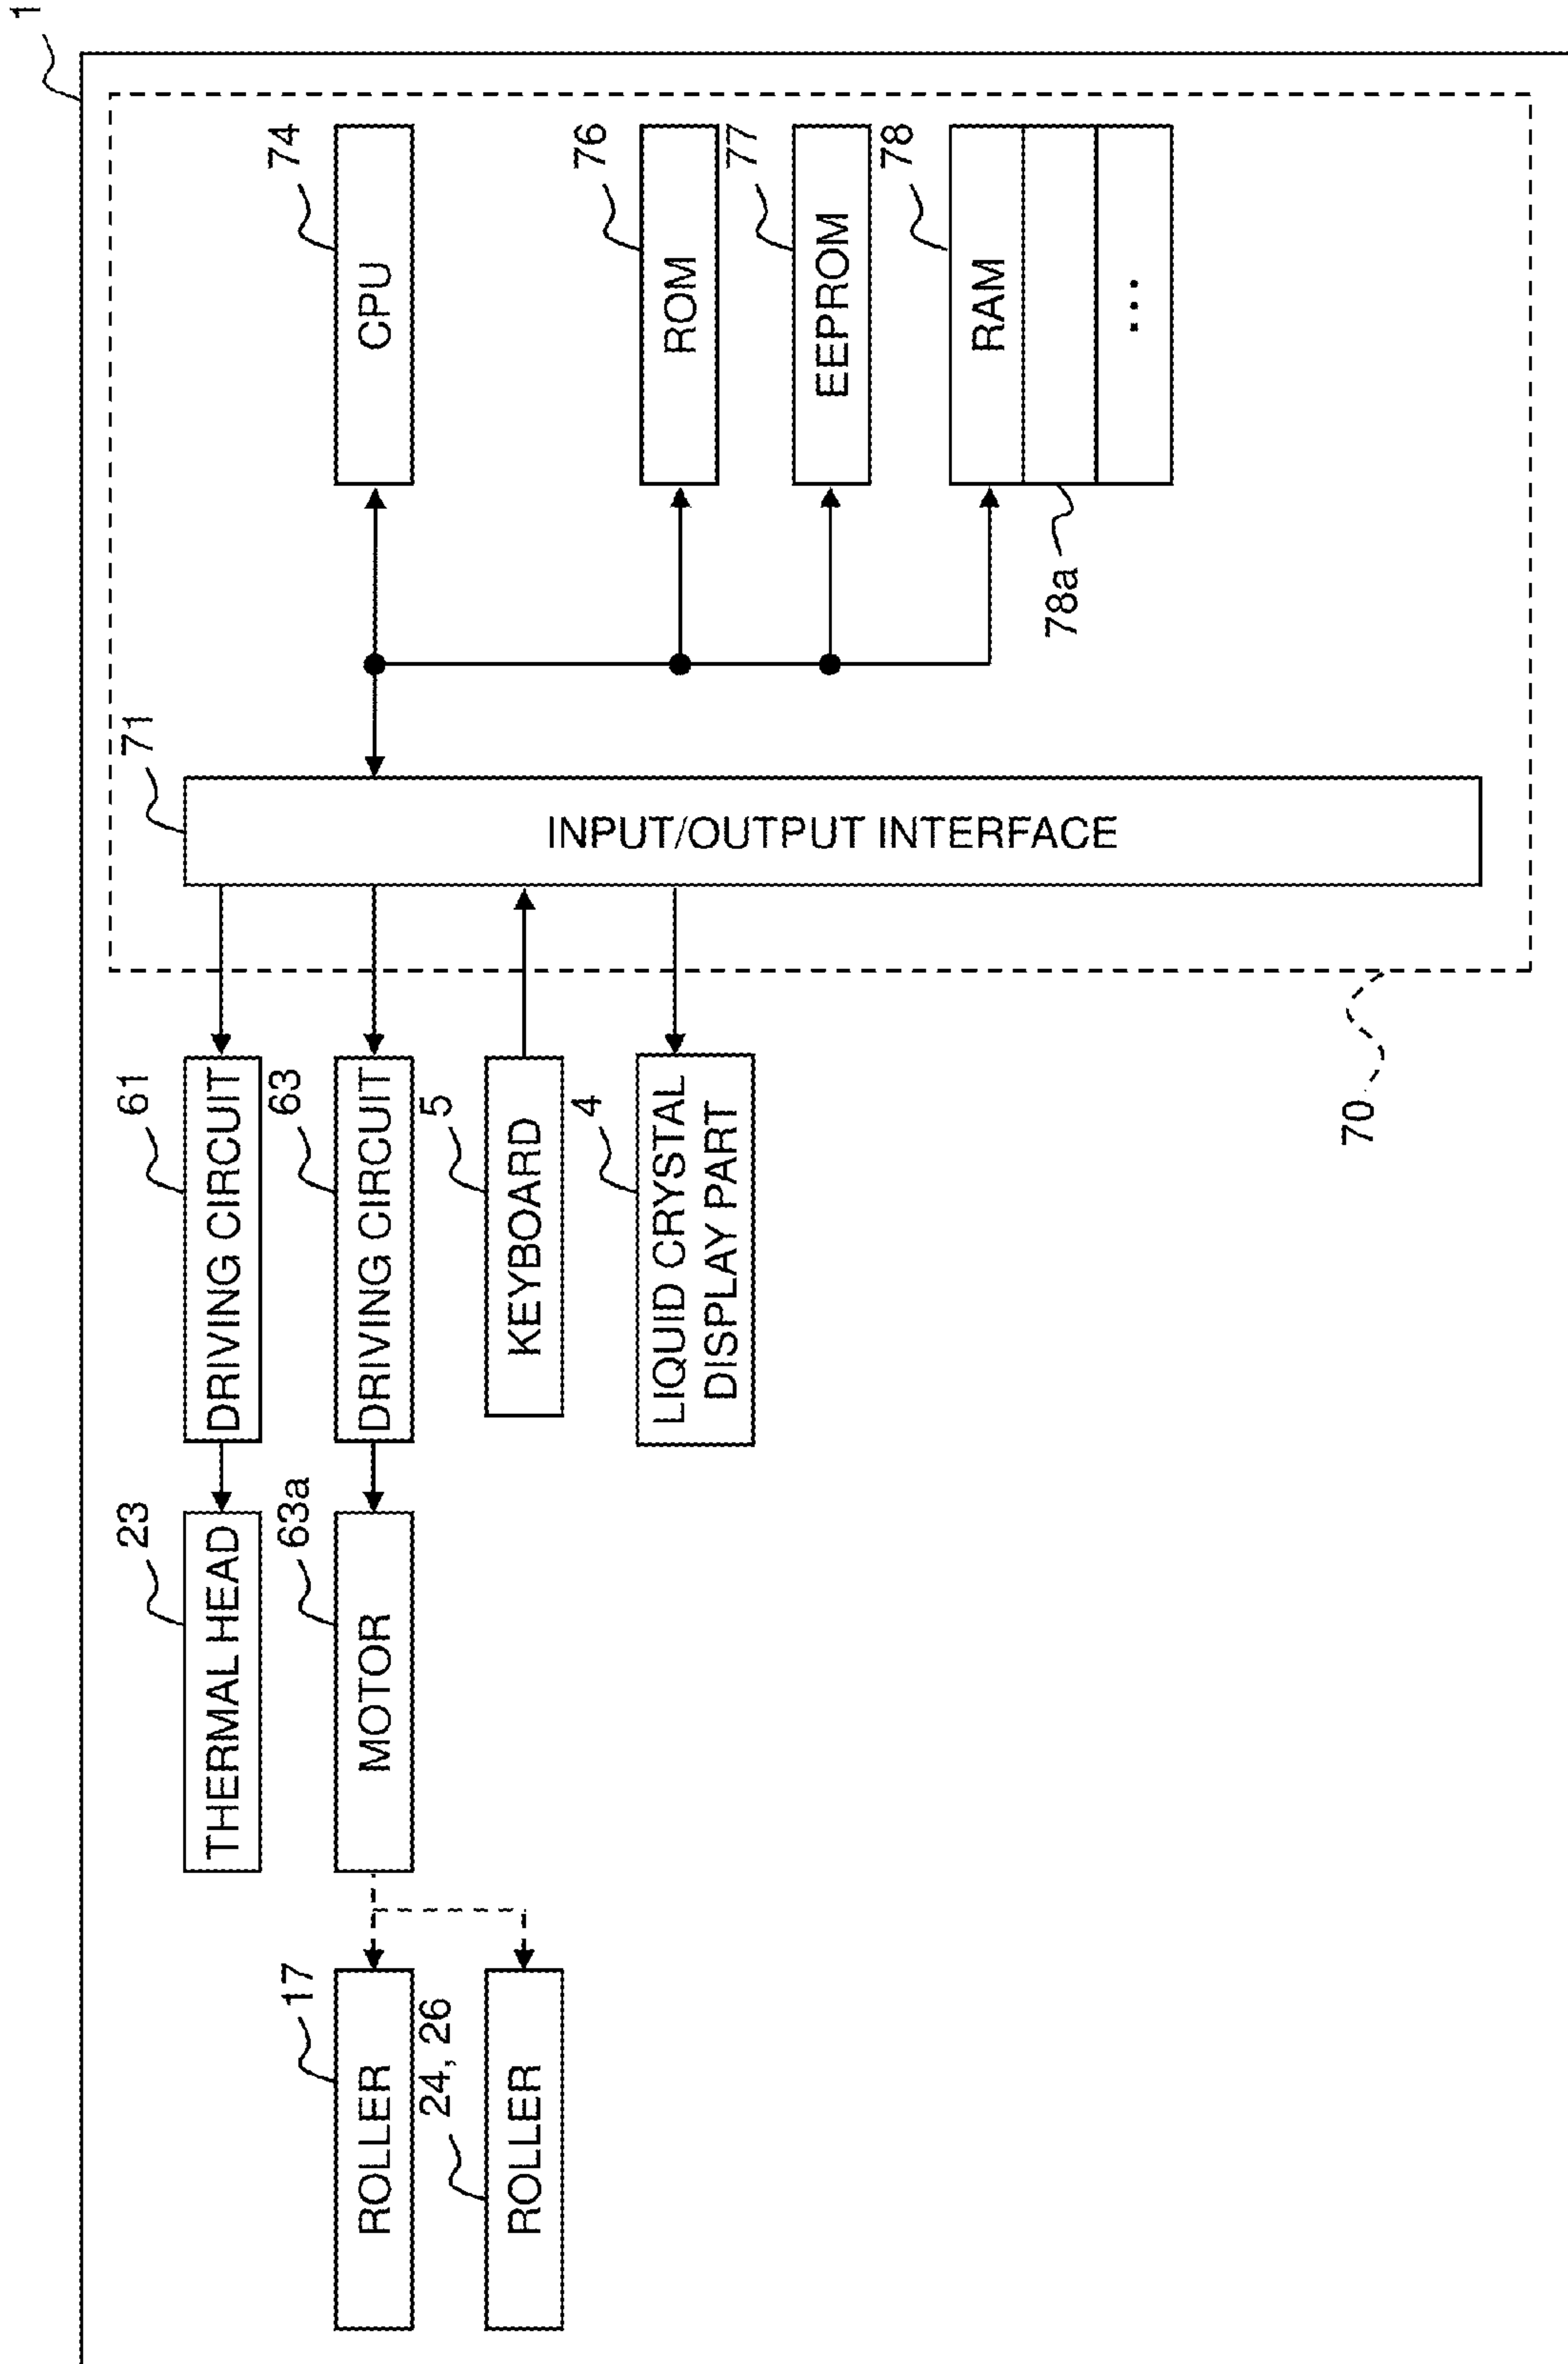 1
74
CPU
76
ROM
77
EEPROM
78
RAM
...
78a
71
INPUT/OUTPUT INTERFACE
70
61
DRIVING CIRCUIT
63
DRIVING CIRCUIT
5
KEYBOARD
4
LIQUID CRYSTAL
DISPLAY PART
23
THERMAL HEAD
63a
MOTOR
17
ROLLER
24, 26
ROLLER